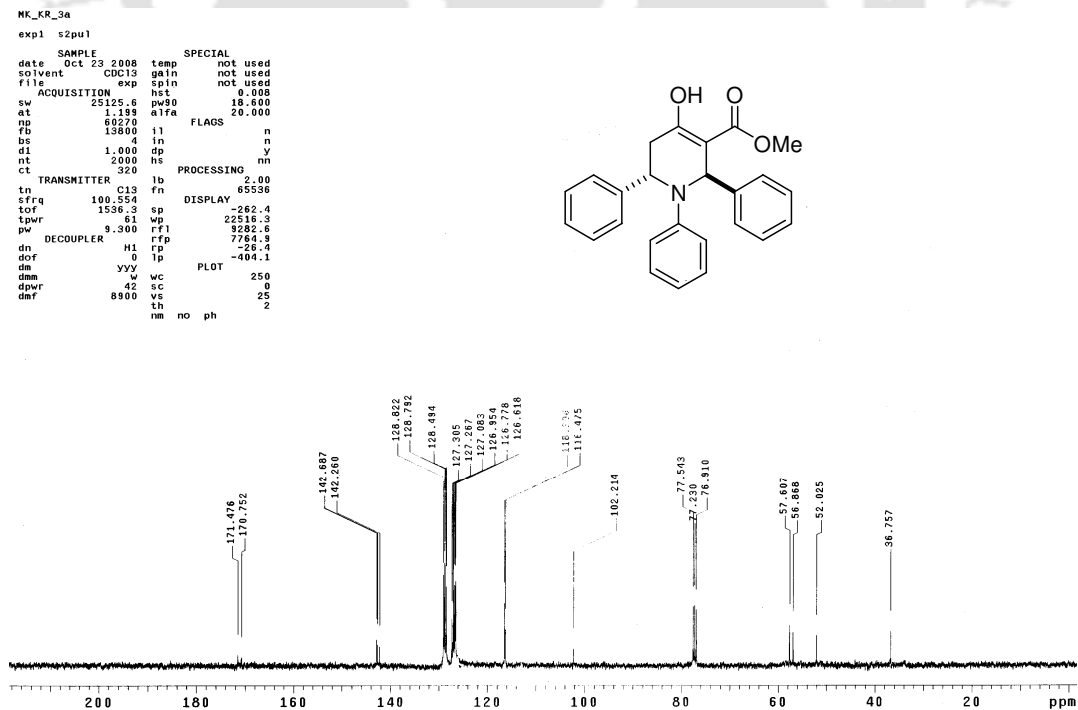 MK_KR_3a
exp1 s2pul
SAMPLE SPECIAL
date Oct 23 2008 temp not used
solvent CDCl3 gain not used
file exp spin not used
ACQUISITION hst 0.008
sw 25125.6 pw90 18.600
at 1.199 alfa 20.000
np 60270 FLAGS
fb 13800 il n
bs 4 in n
d1 1.000 dp y
nt 2000 hs nn
ct 320 PROCESSING
TRANSMITTER lb 2.00
tn C13 fn 65536
sfrq 100.554 DISPLAY
tof 1536.3 sp -262.4
tpwr 61 wp 22516.3
pw 9.300 rfl 9282.6
DECOUPLER rfp 7764.9
dn H1 rp -26.4
dof 0 lp -404.1
dm yyy PLOT
dmm w wc 250
dpwr 42 sc 0
dmf 8900 vs 25
th 2
nm no ph
OH
O
OMe
N
171.476
170.752
142.687
142.260
128.822
128.792
128.494
127.305
127.267
127.083
126.954
126.778
126.618
116.475
102.214
77.543
77.230
76.910
57.607
56.868
52.025
36.757
200 180 160 140 120 100 80 60 40 20 ppm